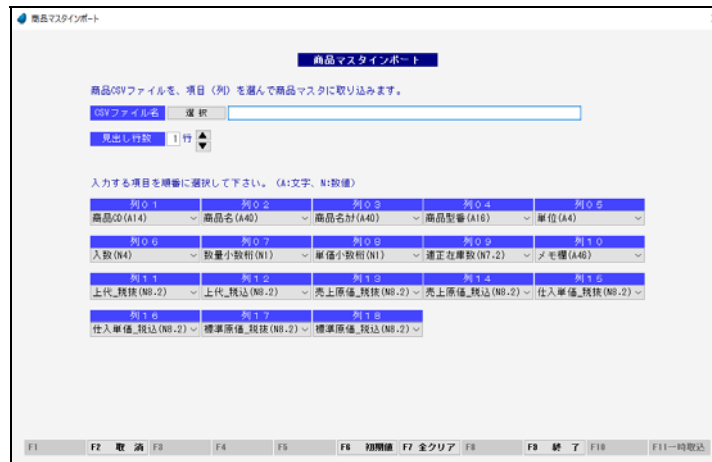 商品マスタインポート
商品マスタインポート
商品CSVファイルを、項目（列）を選んで商品マスタに取り込みます。
CSVファイル名 選択
見出し行数 1 行
入力する項目を順番に選択して下さい。（A:文字、N:数値）
列01 列02 列03 列04 列05
商品CD(A14) 商品名(A40) 商品名カナ(A40) 商品型番(A16) 単位(A4)
列06 列07 列08 列09 列10
入数(N4) 数量小数桁(N1) 単価小数桁(N1) 適正在庫数(N7.2) メモ欄(A46)
列11 列12 列13 列14 列15
上代_税抜(N8.2) 上代_税込(N8.2) 売上原価_税抜(N8.2) 売上原価_税込(N8.2) 仕入単価_税抜(N8.2)
列16 列17 列18
仕入単価_税込(N8.2) 標準原価_税抜(N8.2) 標準原価_税込(N8.2)
F1 F2 取消 F3 F4 F5 F6 初期値 F7 全クリア F8 F9 終了 F10 F11一時取込